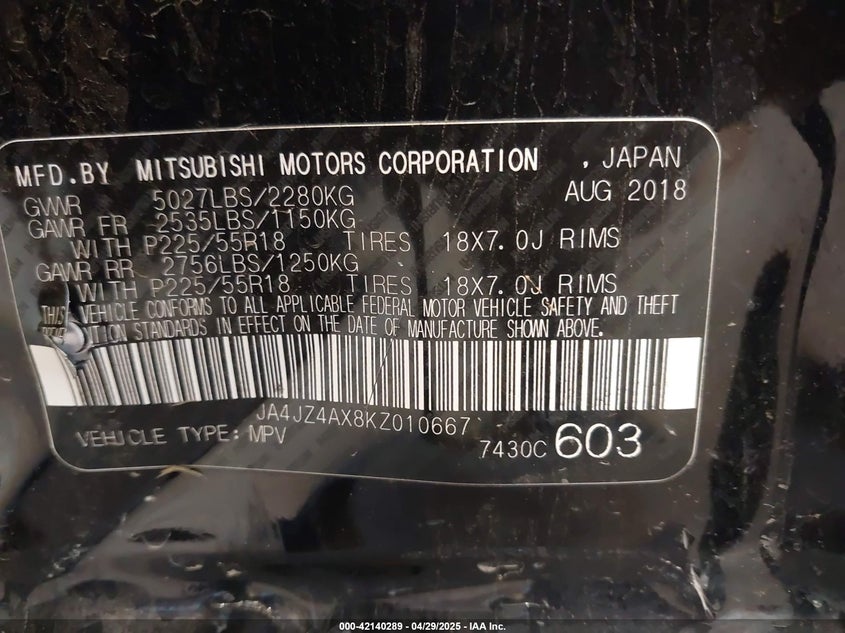 MFD.BY MITSUBISHI MOTORS CORPORATION , JAPAN
GVWR 5027LBS/2280KG AUG 2018
GAWR FR 2535LBS/1150KG
WITH P225/55R18 TIRES 18X7.0J RIMS
GAWR RR 2756LBS/1250KG
WITH P225/55R18 TIRES 18X7.0J RIMS
THIS VEHICLE CONFORMS TO ALL APPLICABLE FEDERAL MOTOR VEHICLE SAFETY AND THEFT
STANDARDS IN EFFECT ON THE DATE OF MANUFACTURE SHOWN ABOVE.
JA4JZ4AX8KZ010667
VEHICLE TYPE: MPV 7430C 603
000-42140289 - 04/29/2025 - IAA Inc.